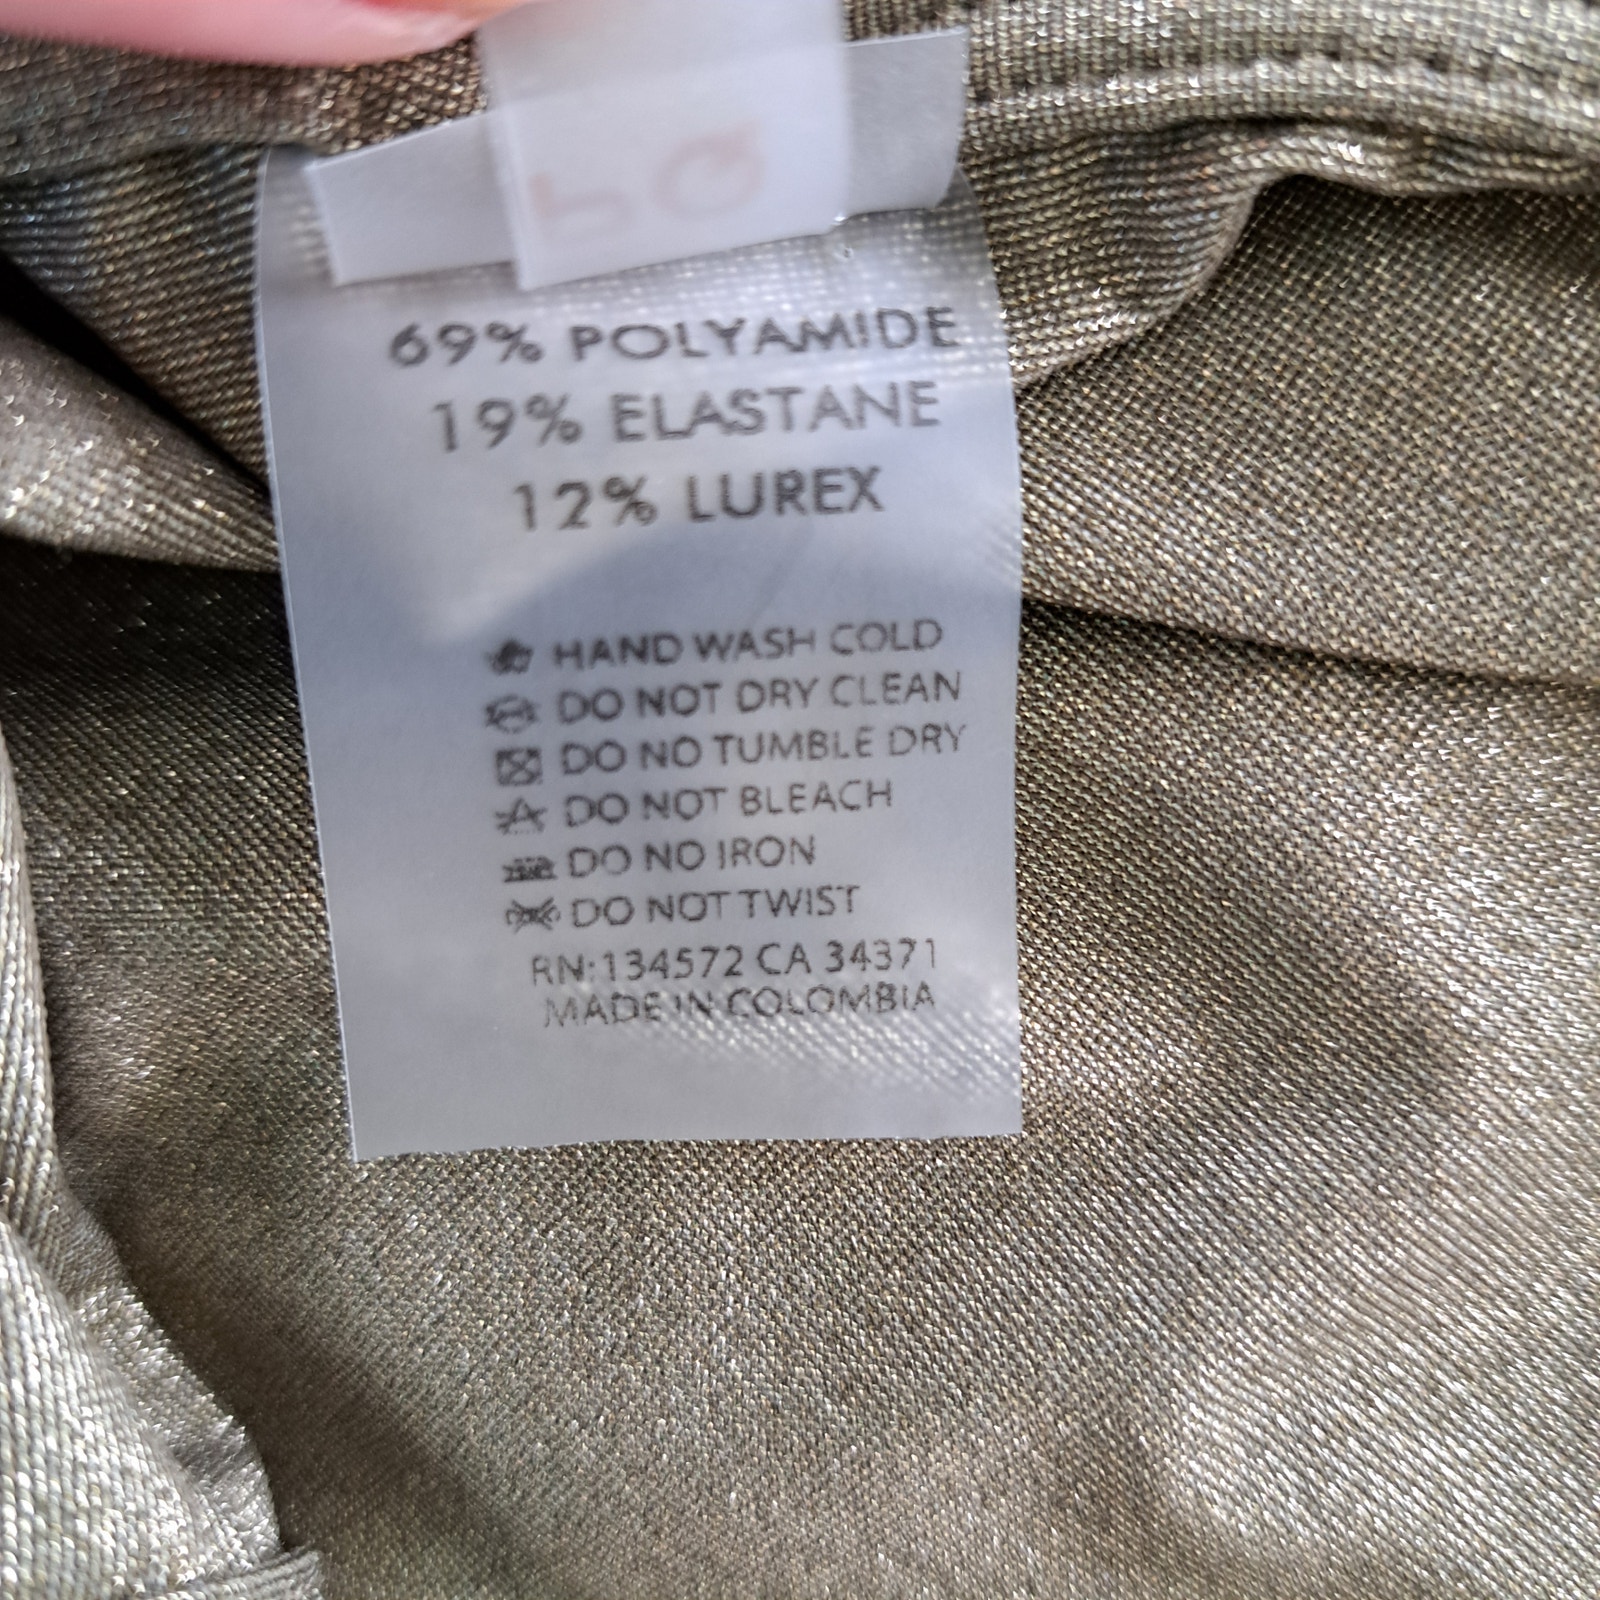 69% POLYAMIDE
19% ELASTANE
12% LUREX
HAND WASH COLD
DO NOT DRY CLEAN
DO NO TUMBLE DRY
DO NOT BLEACH
DO NO IRON
DO NOT TWIST
RN:134572 CA 34371
MADE IN COLOMBIA